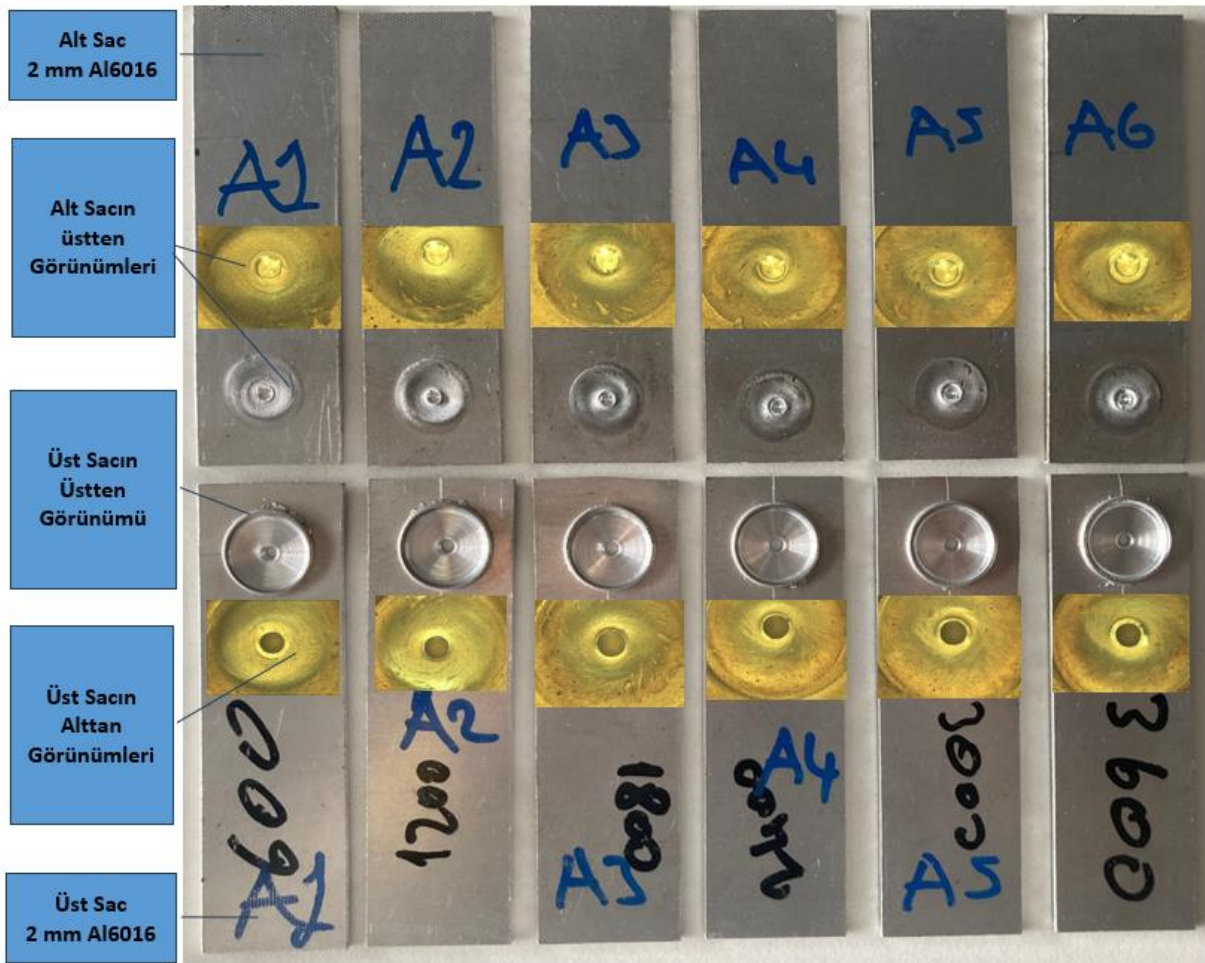 Alt Sac
2 mm Al6016
A1
A2
A3
A4
A5
A6
Alt Sacın
üstten
Görünümleri
Üst Sacın
Üstten
Görünümü
Üst Sacın
Alttan
Görünümleri
600
1200
1800
2400
3000
3600
A1
A2
A3
A4
A5
Üst Sac
2 mm Al6016